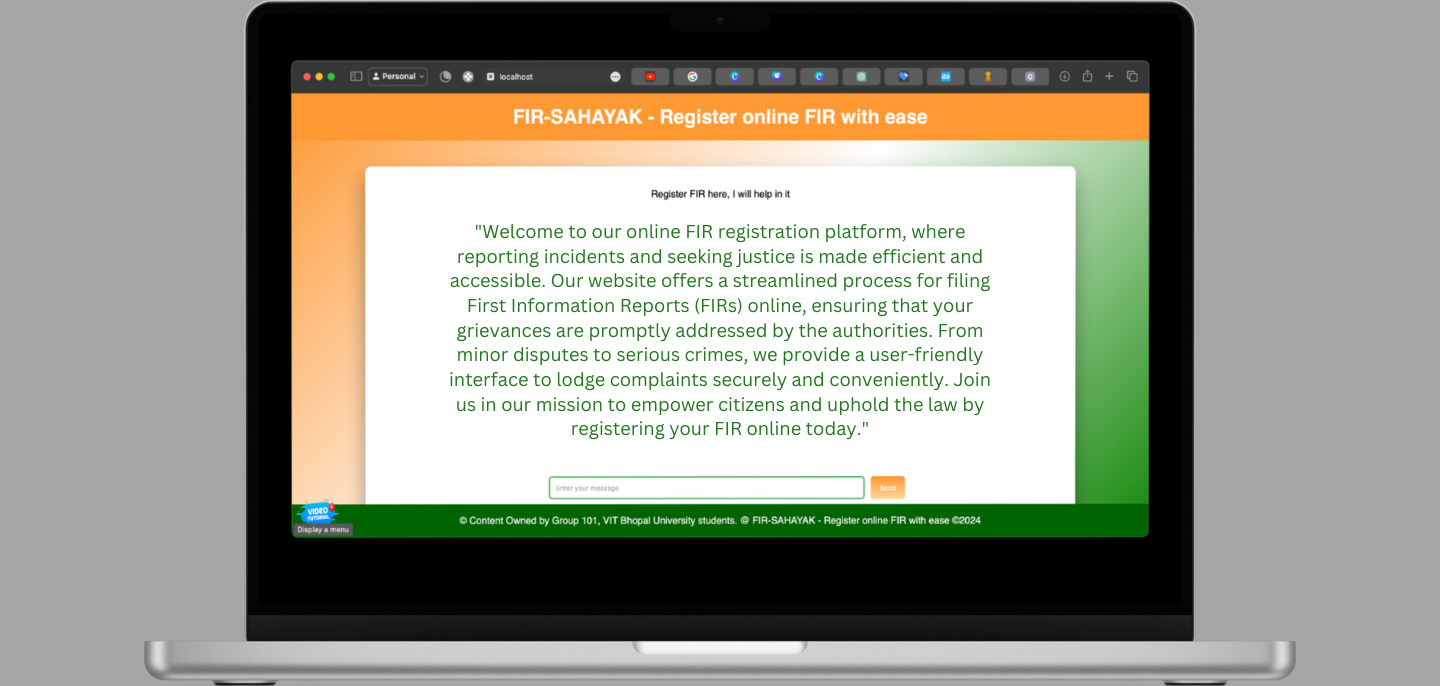 Personal
localhost
FIR-SAHAYAK - Register online FIR with ease
Register FIR here, I will help in it
"Welcome to our online FIR registration platform, where
reporting incidents and seeking justice is made efficient and
accessible. Our website offers a streamlined process for filing
First Information Reports (FIRs) online, ensuring that your
grievances are promptly addressed by the authorities. From
minor disputes to serious crimes, we provide a user-friendly
interface to lodge complaints securely and conveniently. Join
us in our mission to empower citizens and uphold the law by
registering your FIR online today."
Enter your message
Send
VIDEO
TUTORIAL
Display a menu
© Content Owned by Group 101, VIT Bhopal University students. @ FIR-SAHAYAK - Register online FIR with ease ©2024